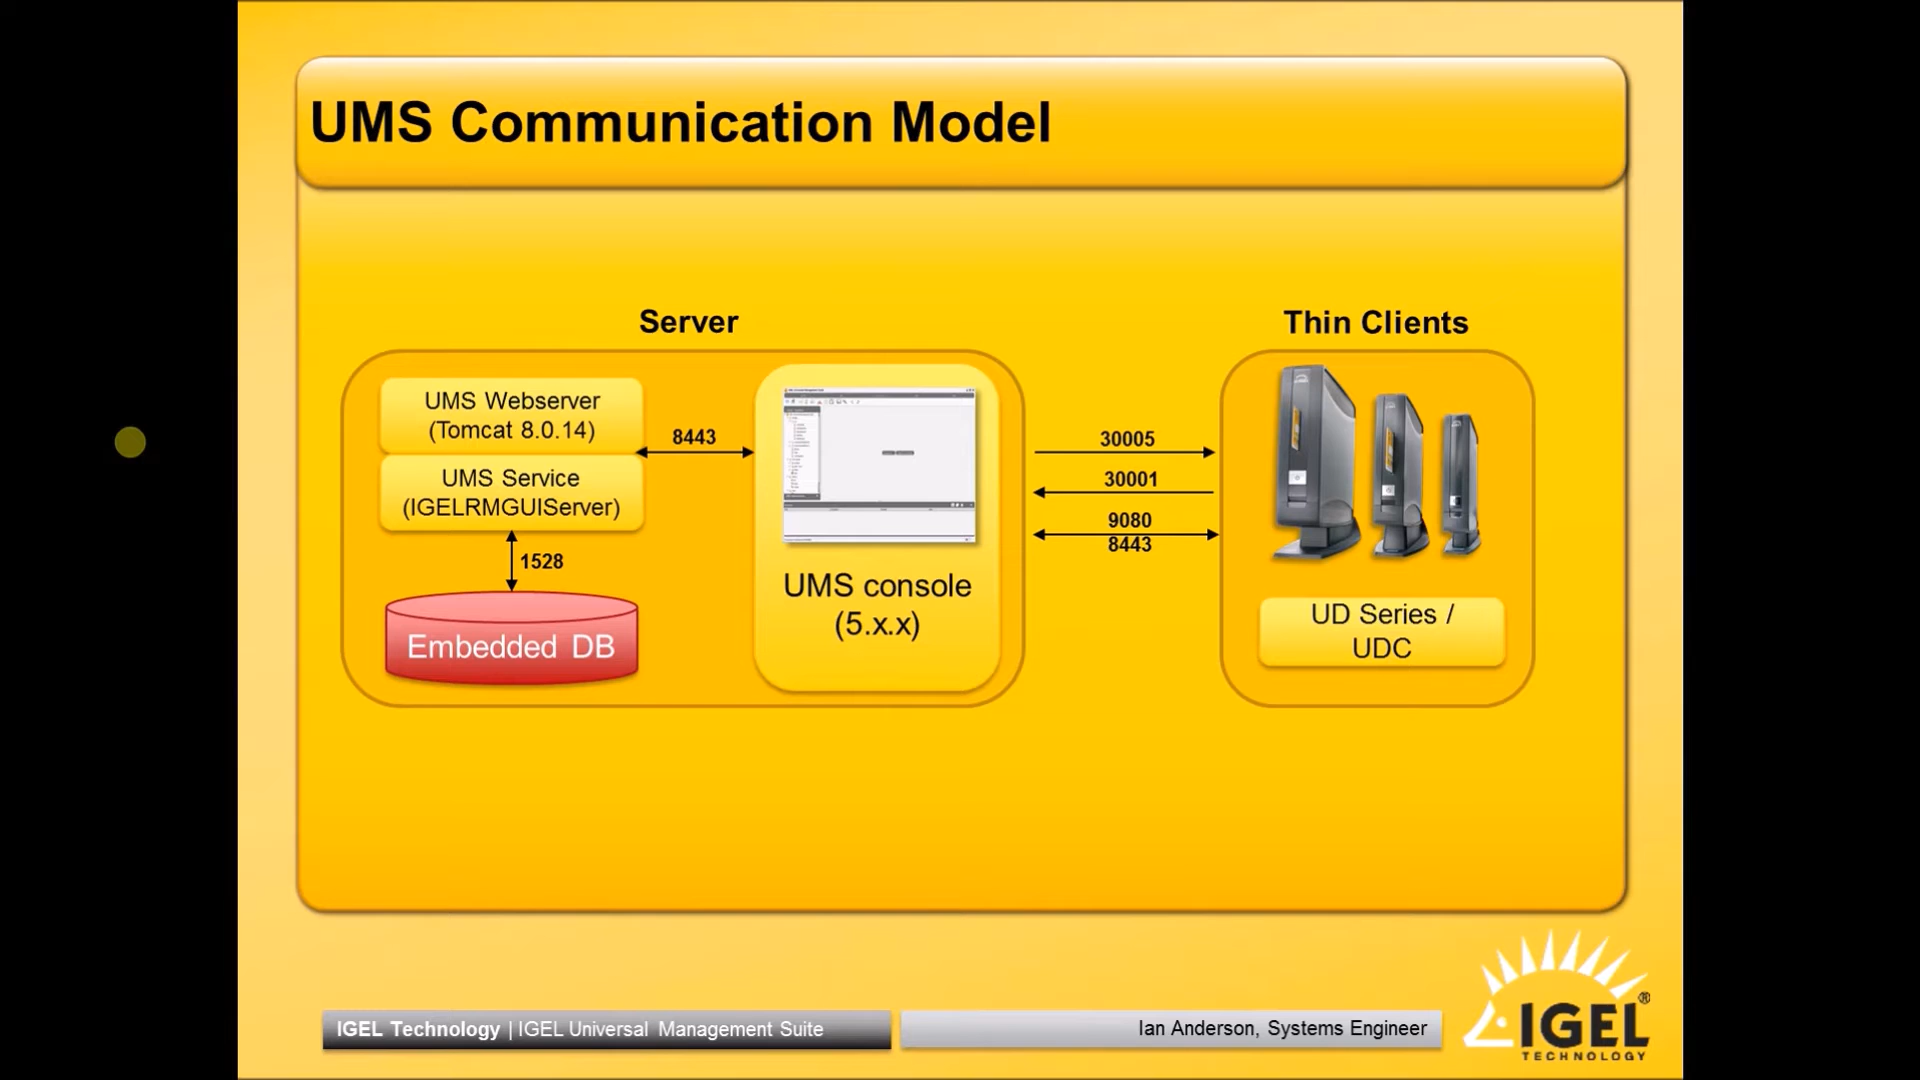 UMS Communication Model
Server
Thin Clients
UMS Webserver
(Tomcat 8.0.14)
UMS Service
(IGELRMGUIServer)
8443
1528
Embedded DB
UMS console
(5.x.x)
30005
30001
9080
8443
UD Series /
UDC
IGEL Technology | IGEL Universal Management Suite
Ian Anderson, Systems Engineer
IGEL®
TECHNOLOGY